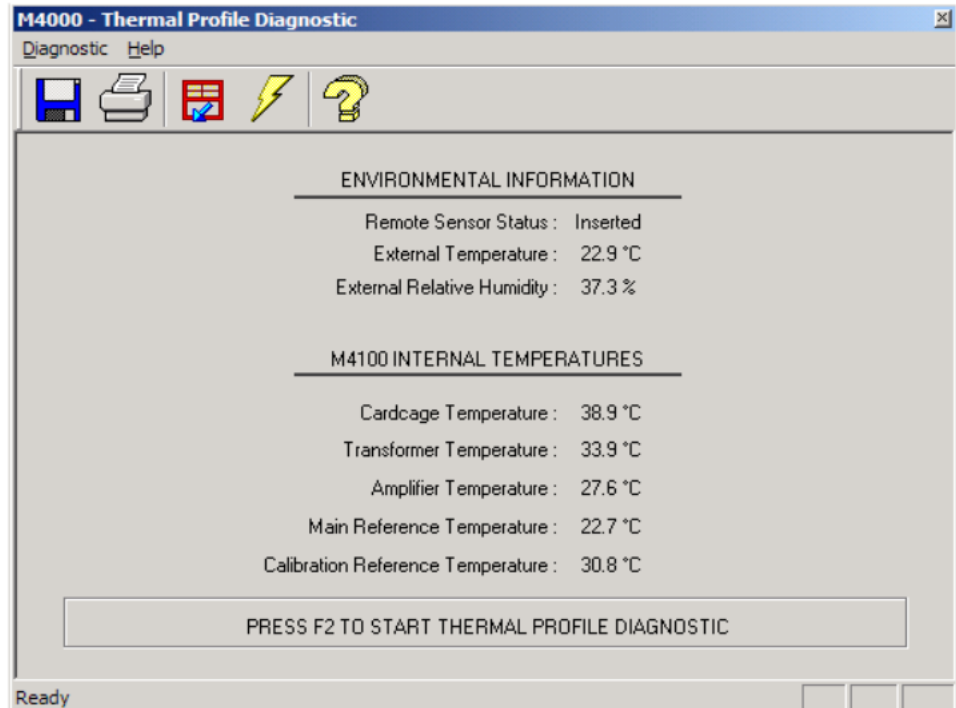 M4000 - Thermal Profile Diagnostic
Diagnostic Help
ENVIRONMENTAL INFORMATION
Remote Sensor Status : Inserted
External Temperature : 22.9 °C
External Relative Humidity : 37.3 %
M4100 INTERNAL TEMPERATURES
Cardcage Temperature : 38.9 °C
Transformer Temperature : 33.9 °C
Amplifier Temperature : 27.6 °C
Main Reference Temperature : 22.7 °C
Calibration Reference Temperature : 30.8 °C
PRESS F2 TO START THERMAL PROFILE DIAGNOSTIC
Ready